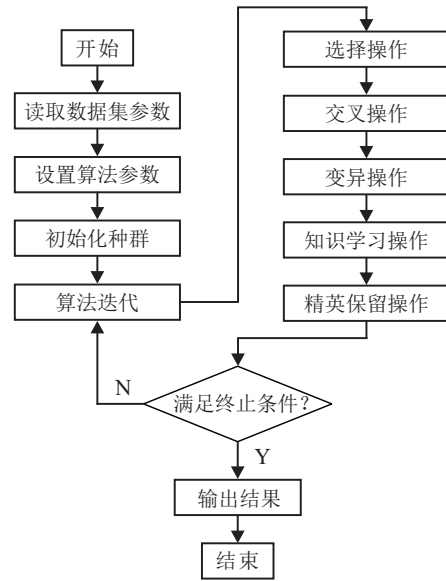 开始
读取数据集参数
设置算法参数
初始化种群
算法迭代
选择操作
交叉操作
变异操作
知识学习操作
精英保留操作
满足终止条件?
N
Y
输出结果
结束